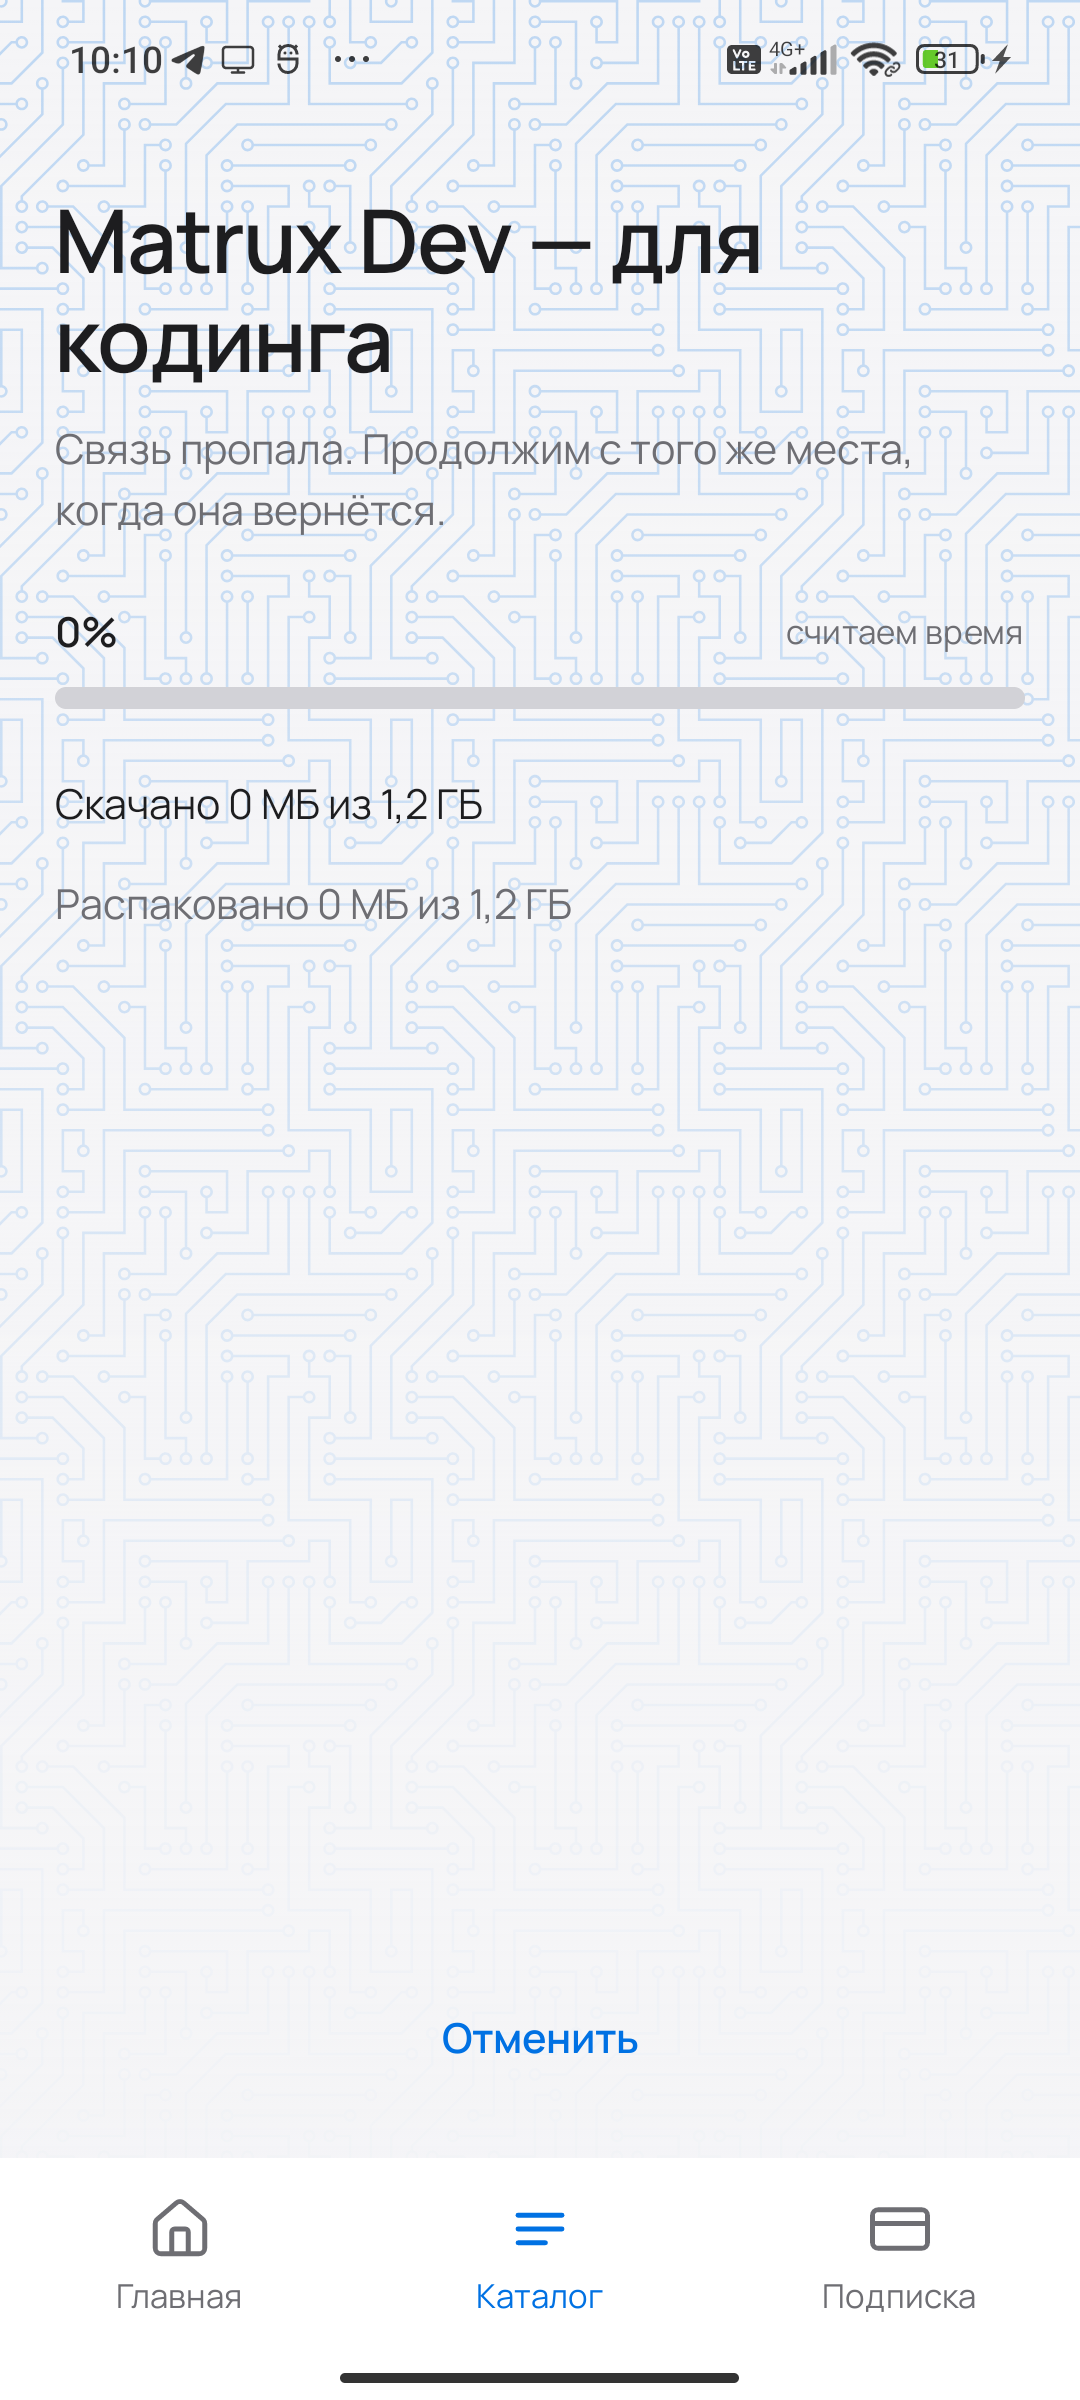 10:10
Vo LTE 4G+ 31
Matrux Dev — для
кодинга
Связь пропала. Продолжим с того же места,
когда она вернётся.
0% считаем время
Скачано 0 МБ из 1,2 ГБ
Распаковано 0 МБ из 1,2 ГБ
Отменить
Главная Каталог Подписка